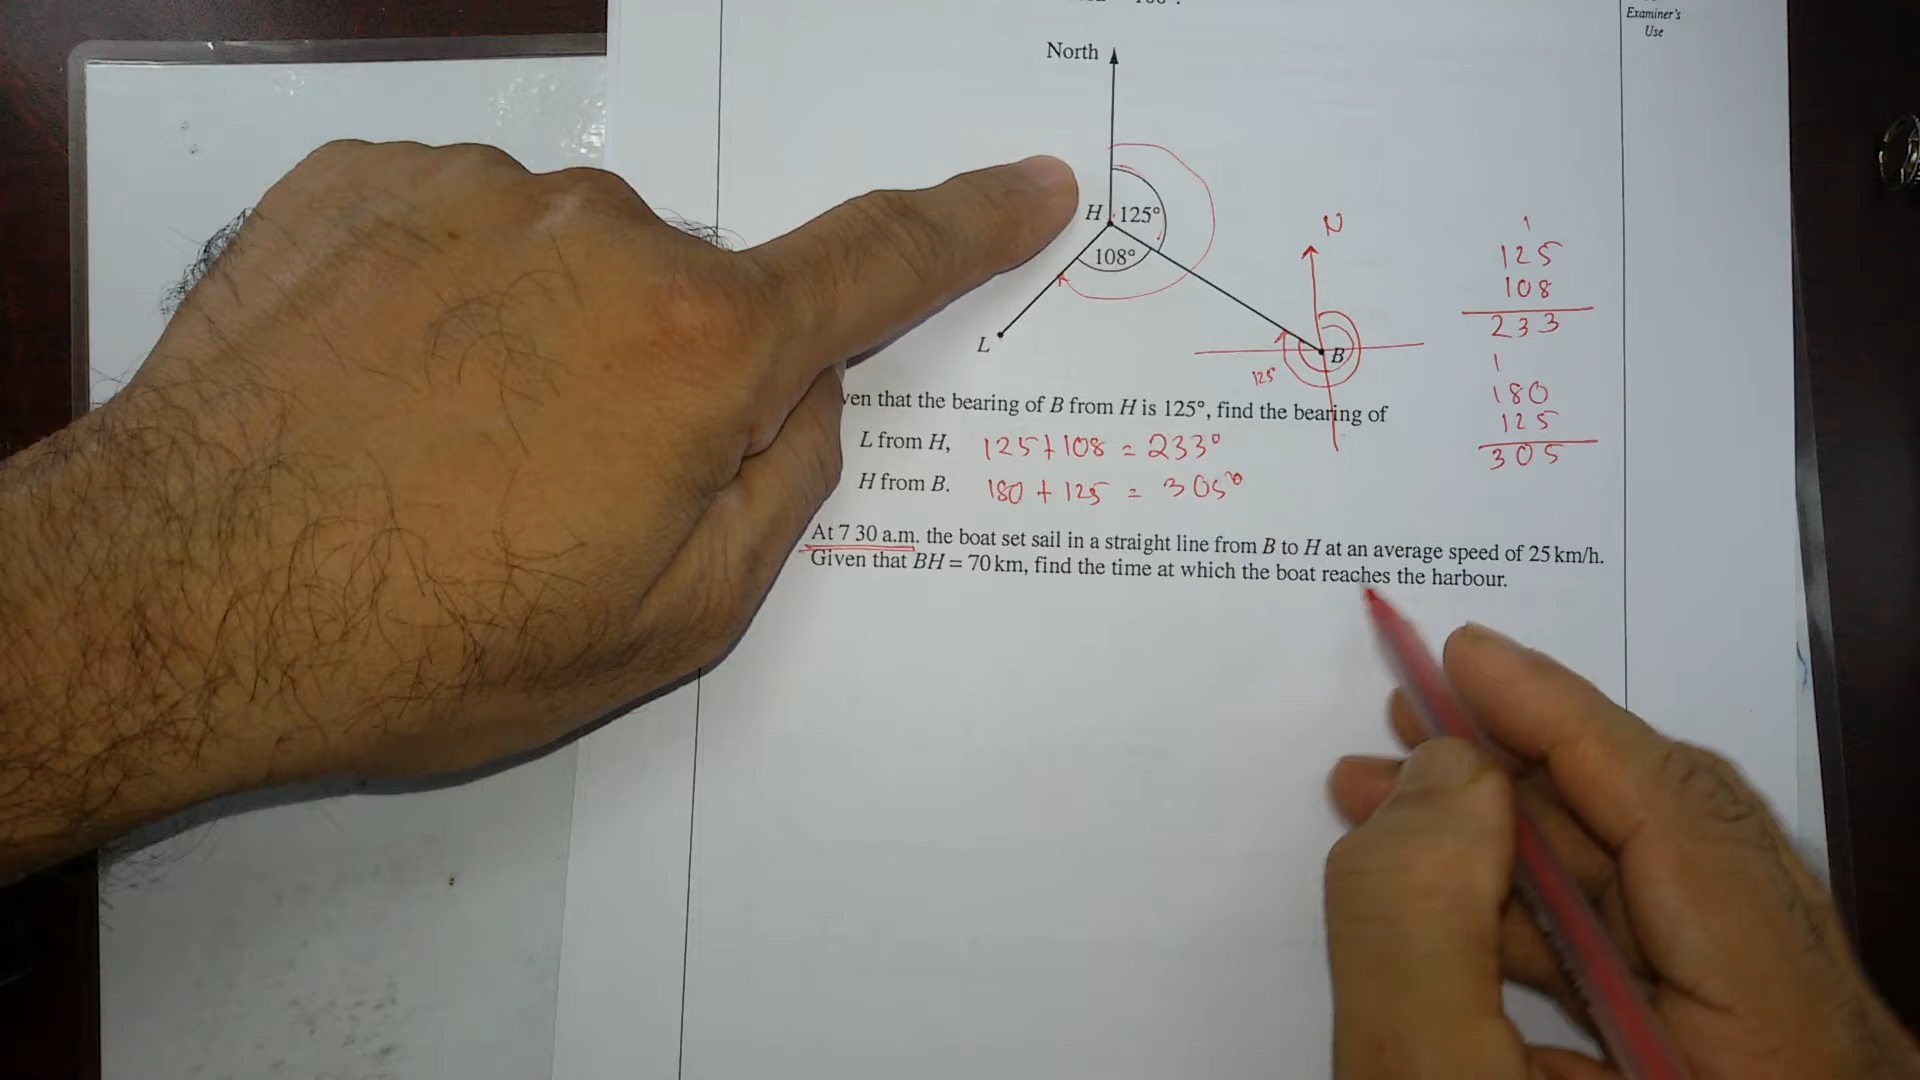 Examiner's
Use
North
H 125°
108°
L
N
B
125
1
125
108
233
1
180
125
305
that the bearing of B from H is 125°, find the bearing of
L from H, 125+108 = 233°
H from B. 180 + 125 = 305°
At 7 30 a.m. the boat set sail in a straight line from B to H at an average speed of 25 km/h.
Given that BH = 70 km, find the time at which the boat reaches the harbour.